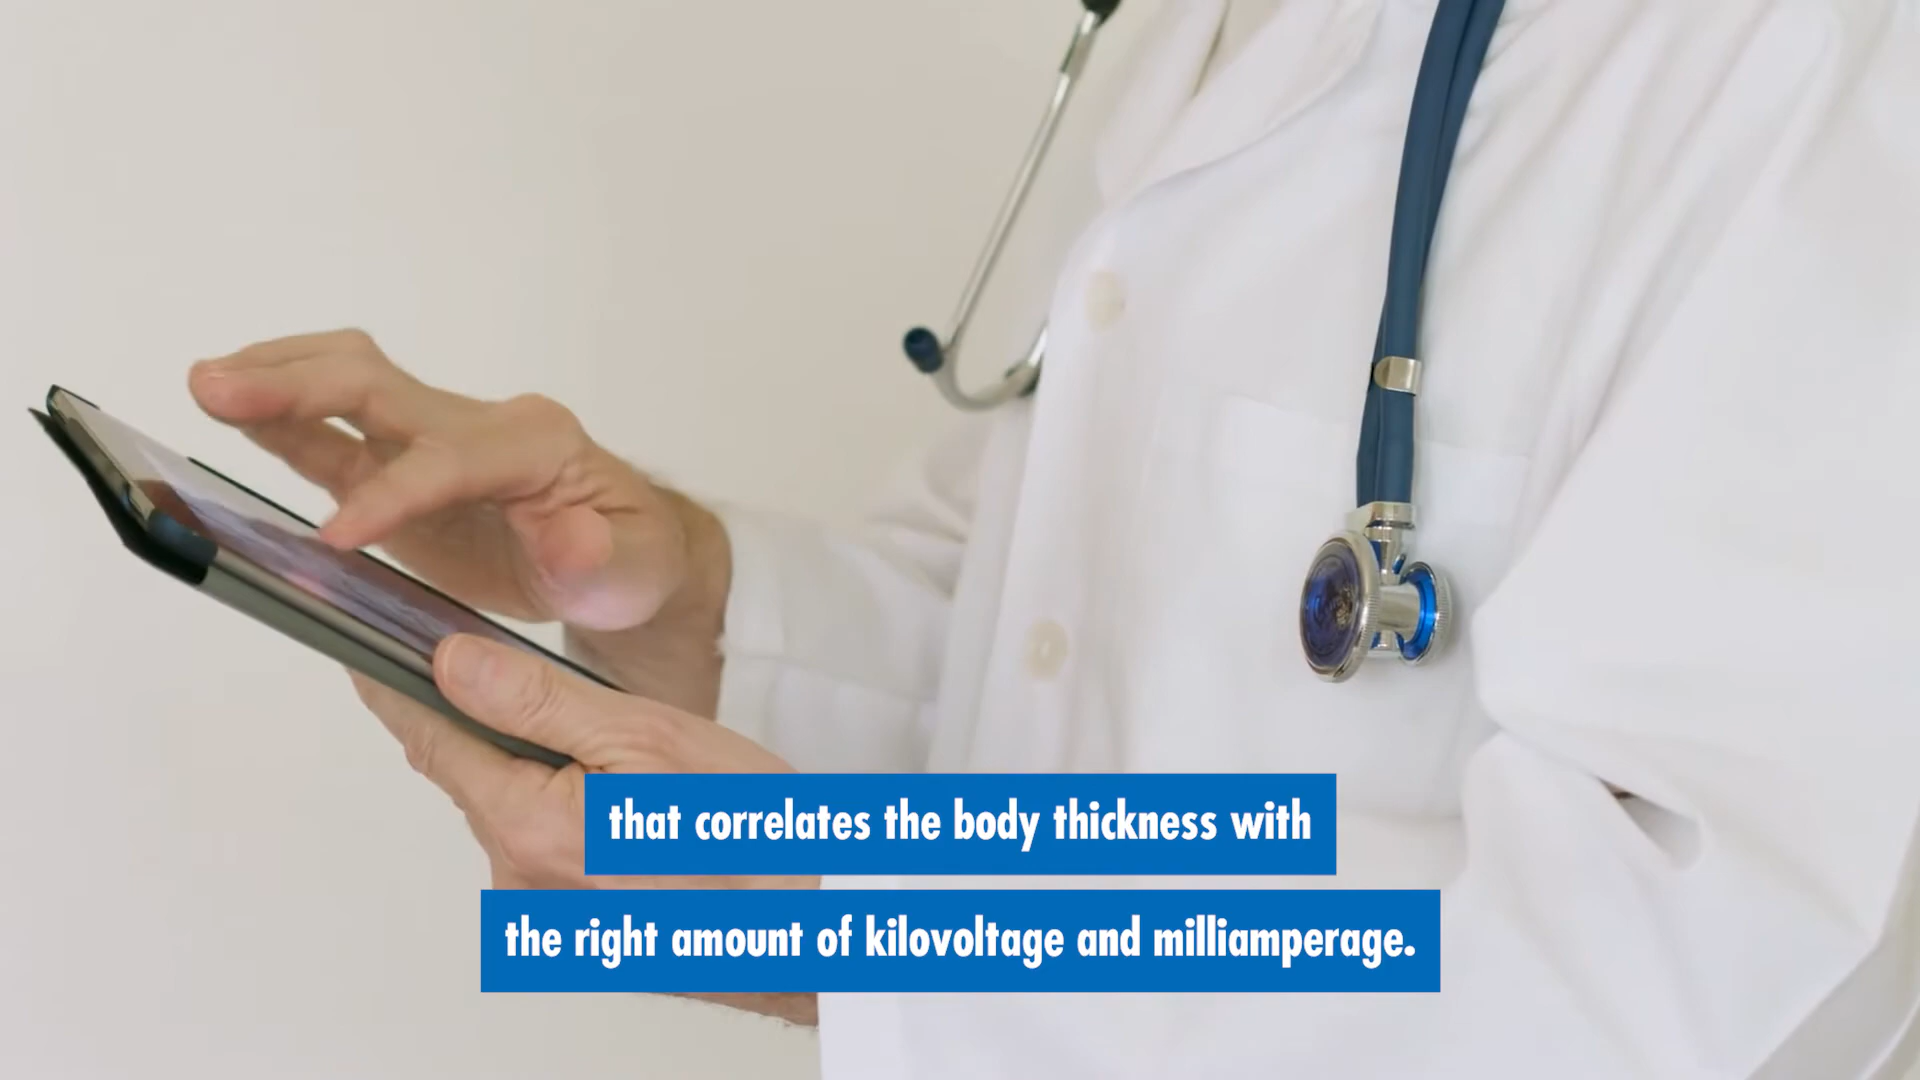 that correlates the body thickness with
the right amount of kilovoltage and milliamperage.